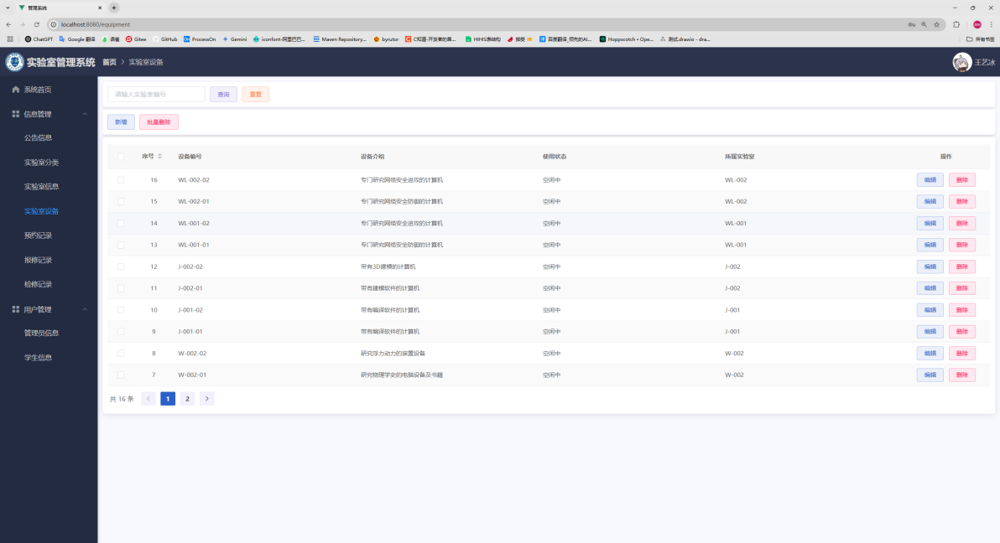 管理系统
localhost:8080/equipment
ChatGPT Google 翻译 语雀 Gitee GitHub ProcessOn Gemini iconfont-阿里巴巴... Maven Repository... byrutor C知道-开发者的莫... HIHIS表结构 搜搜 百度翻译_领先的AI... Hoppscotch • Ope... 测试.drawio - dra... 所有书签
实验室管理系统 首页 > 实验室设备 王艺冰
系统首页
信息管理
公告信息
实验室分类
实验室信息
实验室设备
预约记录
报修记录
检修记录
用户管理
管理员信息
学生信息
请输入实验室编号 查询 重置
新增 批量删除
序号 设备编号 设备介绍 使用状态 所属实验室 操作
16 WL-002-02 专门研究网络安全进攻的计算机 空闲中 WL-002 编辑 删除
15 WL-002-01 专门研究网络安全防御的计算机 空闲中 WL-002 编辑 删除
14 WL-001-02 专门研究网络安全进攻的计算机 空闲中 WL-001 编辑 删除
13 WL-001-01 专门研究网络安全防御的计算机 空闲中 WL-001 编辑 删除
12 J-002-02 带有3D建模的计算机 空闲中 J-002 编辑 删除
11 J-002-01 带有建模软件的计算机 空闲中 J-002 编辑 删除
10 J-001-02 带有编译软件的计算机 空闲中 J-001 编辑 删除
9 J-001-01 带有编译软件的计算机 空闲中 J-001 编辑 删除
8 W-002-02 研究浮力动力的装置设备 空闲中 W-002 编辑 删除
7 W-002-01 研究物理学史的电脑设备及书籍 空闲中 W-002 编辑 删除
共 16 条 1 2